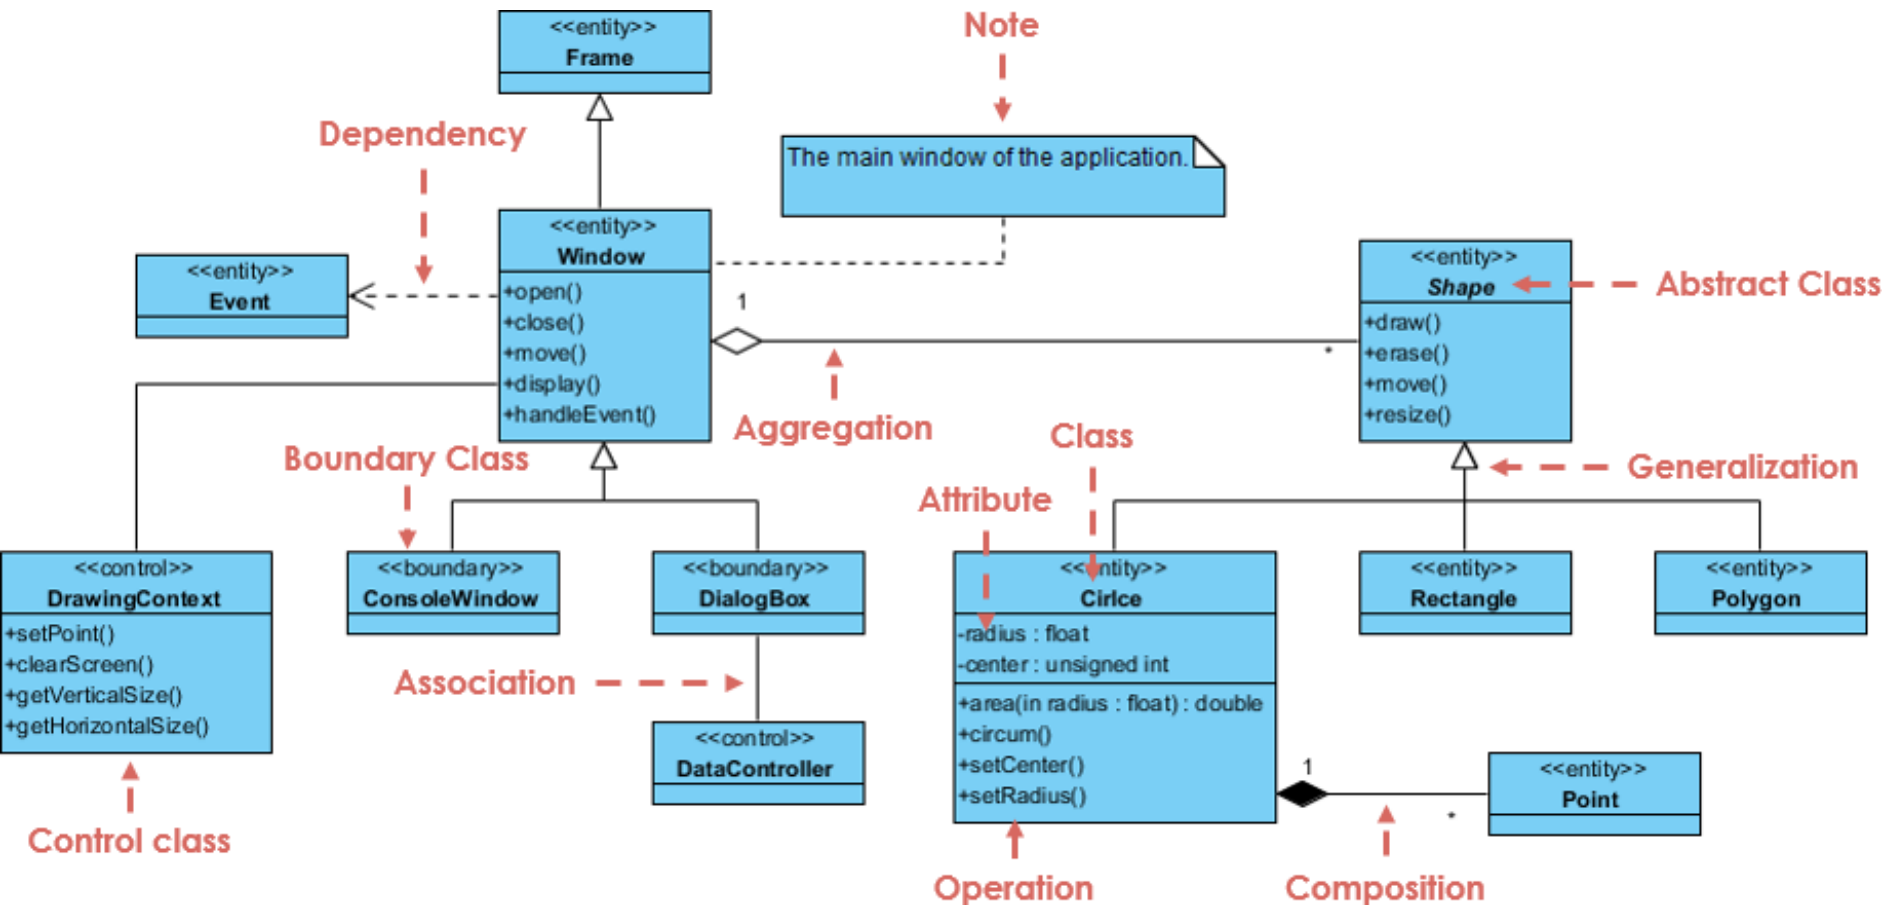 <<entity>>
Frame
Note
Dependency
The main window of the application.
<<entity>>
Window
+open()
+close()
+move()
+display()
+handleEvent()
<<entity>>
Event
1
*
<<entity>>
Shape
+draw()
+erase()
+move()
+resize()
Abstract Class
Aggregation
Class
Boundary Class
Generalization
Attribute
<<control>>
DrawingContext
+setPoint()
+clearScreen()
+getVerticalSize()
+getHorizontalSize()
<<boundary>>
ConsoleWindow
<<boundary>>
DialogBox
<<entity>>
Cirlce
-radius : float
-center : unsigned int
+area(in radius : float) : double
+circum()
+setCenter()
+setRadius()
<<entity>>
Rectangle
<<entity>>
Polygon
Association
<<control>>
DataController
1
*
<<entity>>
Point
Control class
Operation
Composition